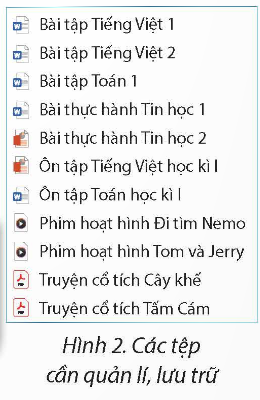 Bài tập Tiếng Việt 1
Bài tập Tiếng Việt 2
Bài tập Toán 1
Bài thực hành Tin học 1
Bài thực hành Tin học 2
Ôn tập Tiếng Việt học kì I
Ôn tập Toán học kì I
Phim hoạt hình Đi tìm Nemo
Phim hoạt hình Tom và Jerry
Truyện cổ tích Cây khế
Truyện cổ tích Tấm Cám
Hình 2. Các tệp
cần quản lí, lưu trữ